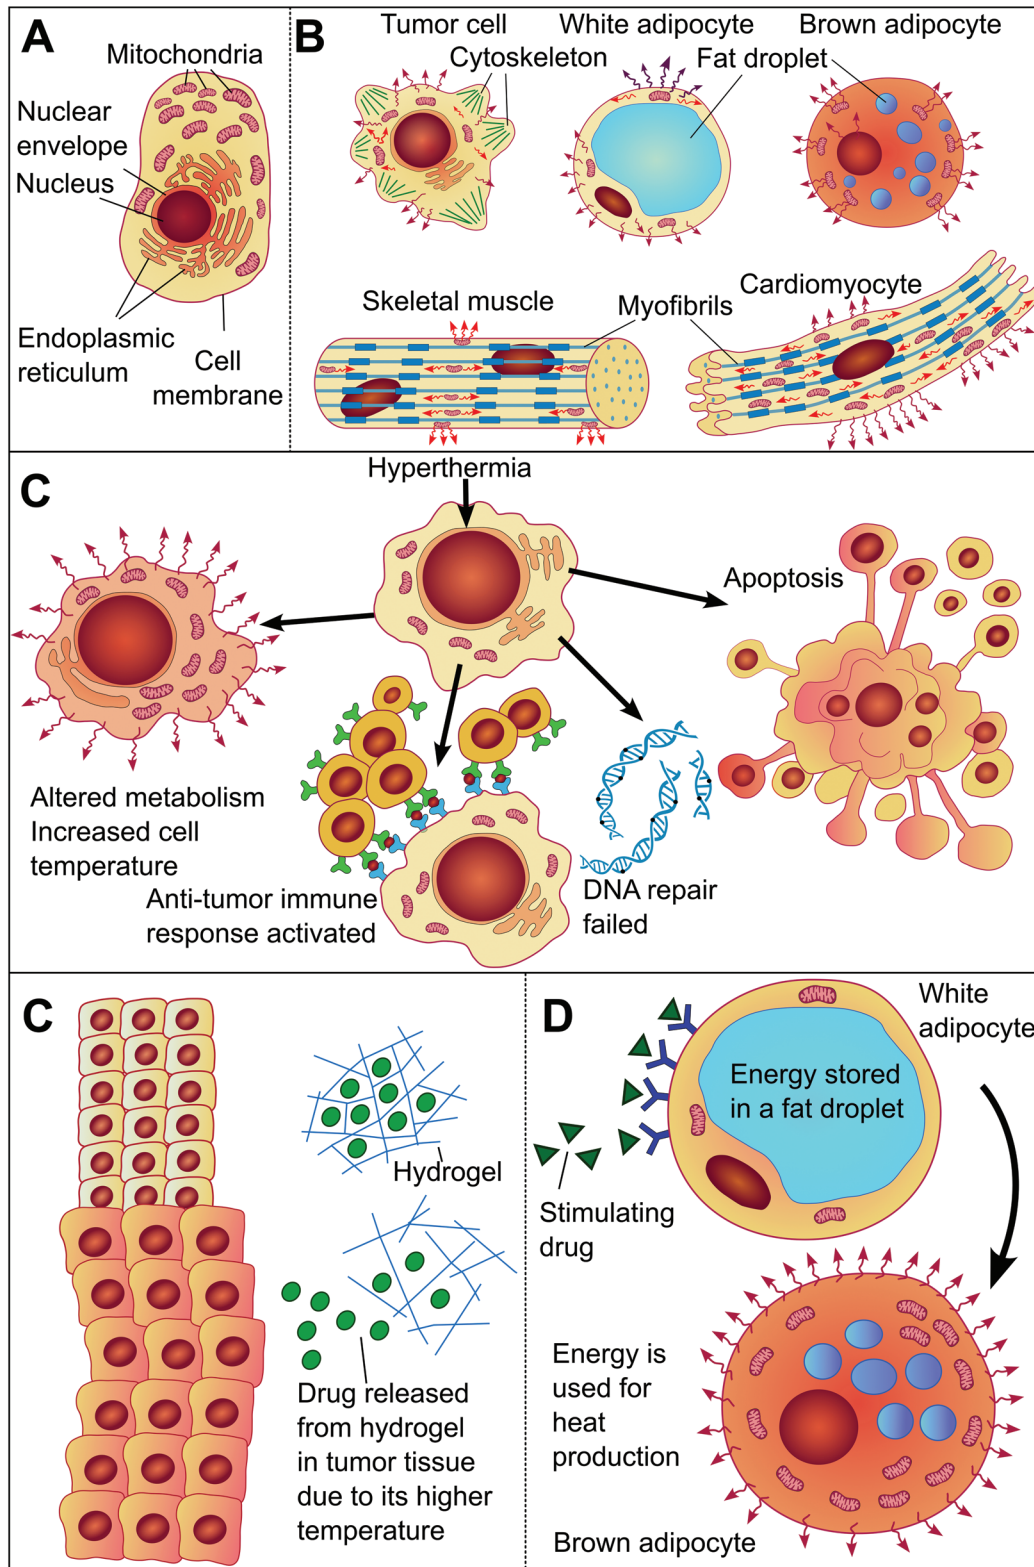 A
Mitochondria
Nuclear
envelope
Nucleus
Endoplasmic
reticulum
Cell
membrane
B
Tumor cell
White adipocyte
Brown adipocyte
Cytoskeleton
Fat droplet
Skeletal muscle
Myofibrils
Cardiomyocyte
C
Hyperthermia
Apoptosis
Altered metabolism
Increased cell
temperature
Anti-tumor immune
response activated
DNA repair
failed
C
Hydrogel
Drug released
from hydrogel
in tumor tissue
due to its higher
temperature
D
White
adipocyte
Energy stored
in a fat droplet
Stimulating
drug
Energy is
used for
heat
production
Brown adipocyte